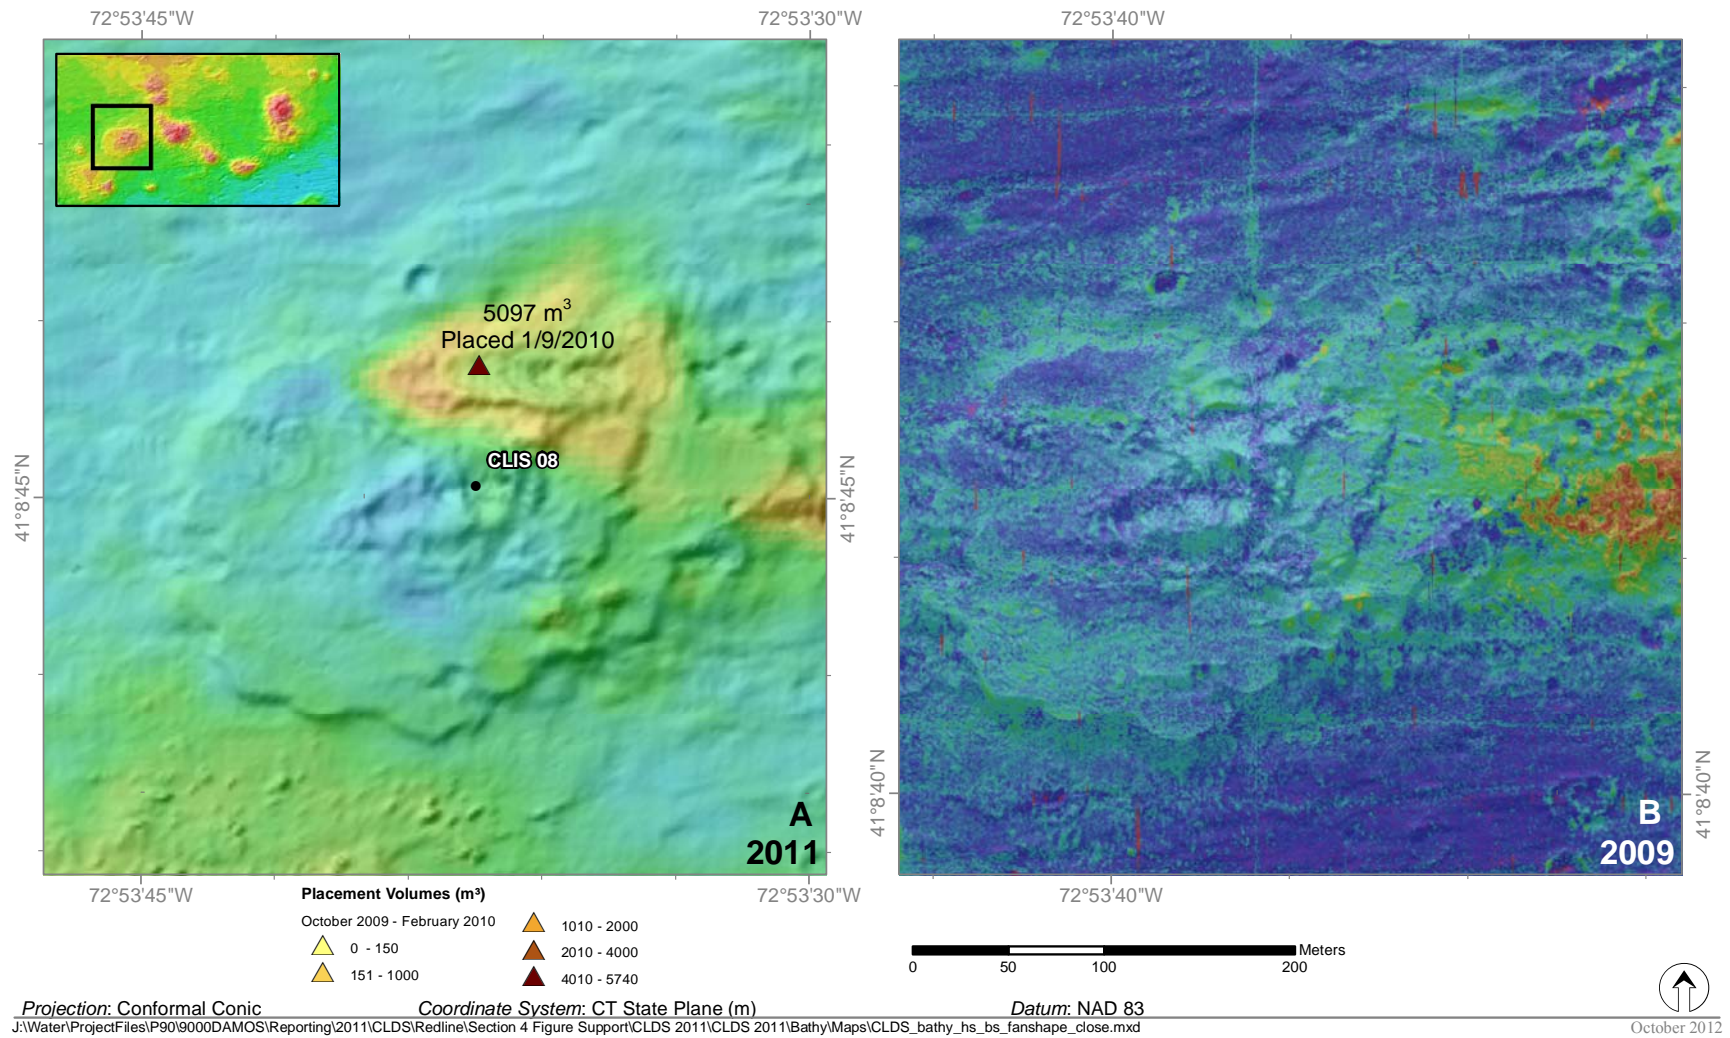 72°53'45"W
72°53'30"W
72°53'40"W
5097 m³
Placed 1/9/2010
CLIS 08
41°8'45"N
41°8'45"N
41°8'40"N
41°8'40"N
A
2011
B
2009
72°53'45"W
72°53'30"W
72°53'40"W
Placement Volumes (m³)
October 2009 - February 2010
0 - 150
151 - 1000
1010 - 2000
2010 - 4000
4010 - 5740
Meters
0 50 100 200
Projection: Conformal Conic Coordinate System: CT State Plane (m) Datum: NAD 83
J:\Water\ProjectFiles\P90\9000DAMOS\Reporting\2011\CLDS\Redline\Section 4 Figure Support\CLDS 2011\CLDS 2011\Bathy\Maps\CLDS_bathy_hs_bs_fanshape_close.mxd
October 2012